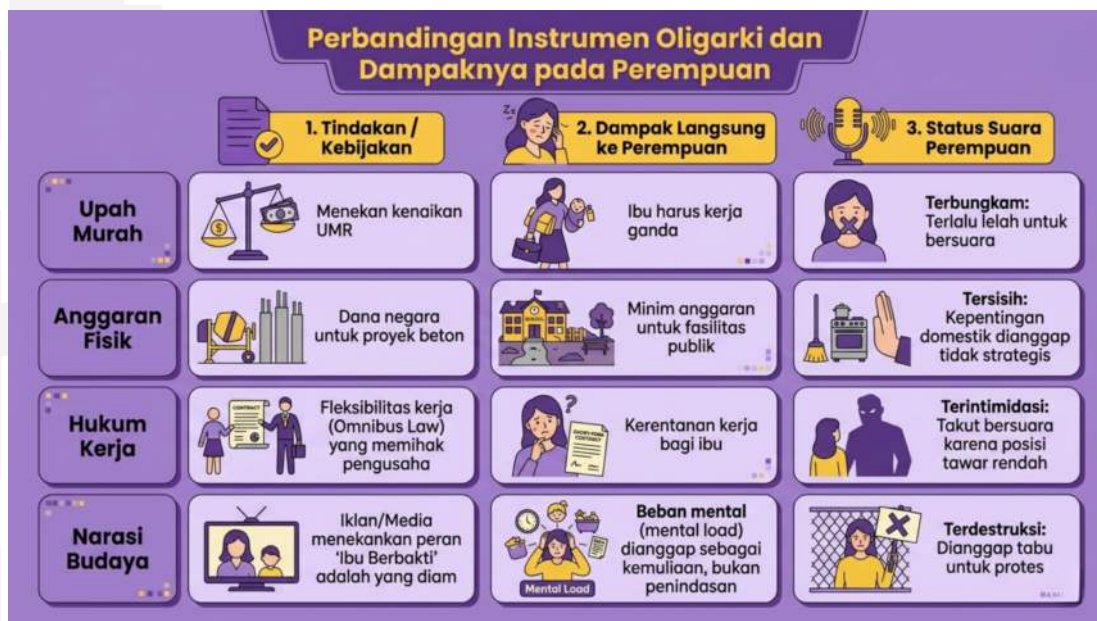 Perbandingan Instrumen Oligarki dan
Dampaknya pada Perempuan
1. Tindakan /
Kebijakan
2. Dampak Langsung
ke Perempuan
3. Status Suara
Perempuan
Upah
Murah
Menekan kenaikan
UMR
Ibu harus kerja
ganda
Terbungkam:
Terlalu lelah untuk
bersuara
Anggaran
Fisik
Dana negara
untuk proyek beton
SCHOOL
Minim anggaran
untuk fasilitas
publik
Tersisih:
Kepentingan
domestik dianggap
tidak strategis
Hukum
Kerja
CONTRACT
Fleksibilitas kerja
(Omnibus Law)
yang memihak
pengusaha
?
CONTRACT
Kerentanan kerja
bagi ibu
Terintimidasi:
Takut bersuara
karena posisi
tawar rendah
Narasi
Budaya
Iklan/Media
menekankan peran
'Ibu Berbakti'
adalah yang diam
Mental Load
Beban mental
(mental load)
dianggap sebagai
kemuliaan, bukan
penindasan
Terdestruksi:
Dianggap tabu
untuk protes